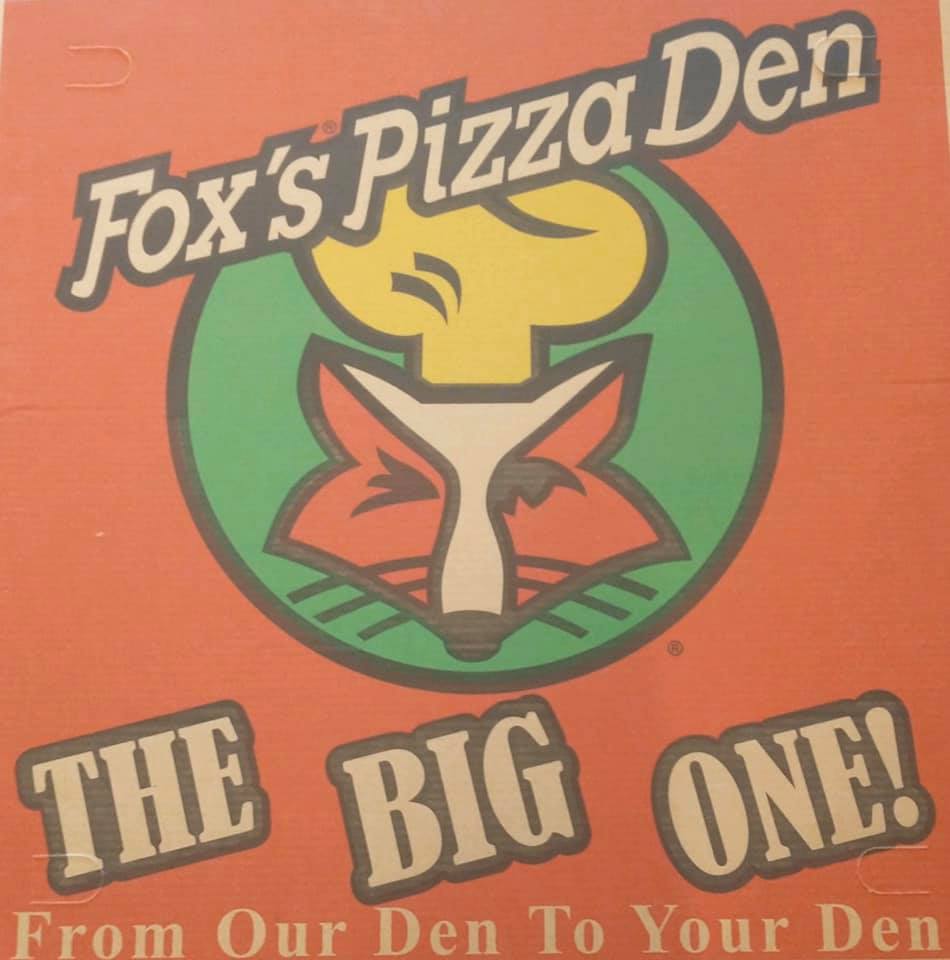 Fox's Pizza Den
®
®
THE BIG ONE!
From Our Den To Your Den